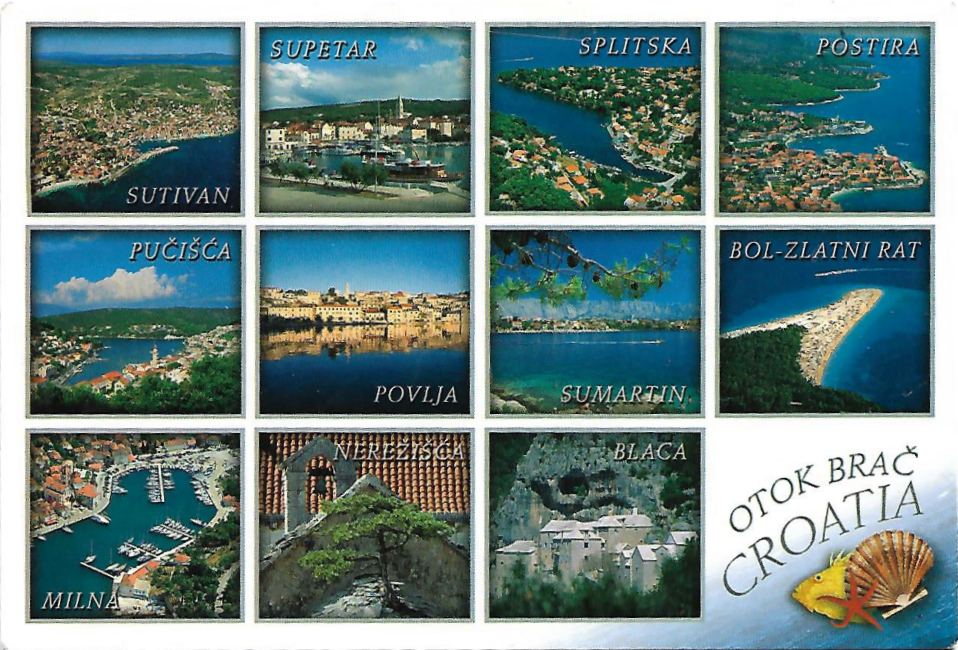 SUTIVAN
SUPETAR
SPLITSKA
POSTIRA
PUČIŠĆA
POVLJA
SUMARTIN
BOL-ZLATNI RAT
MILNA
NEREŽIŠĆA
BLACA
OTOK BRAČ
CROATIA